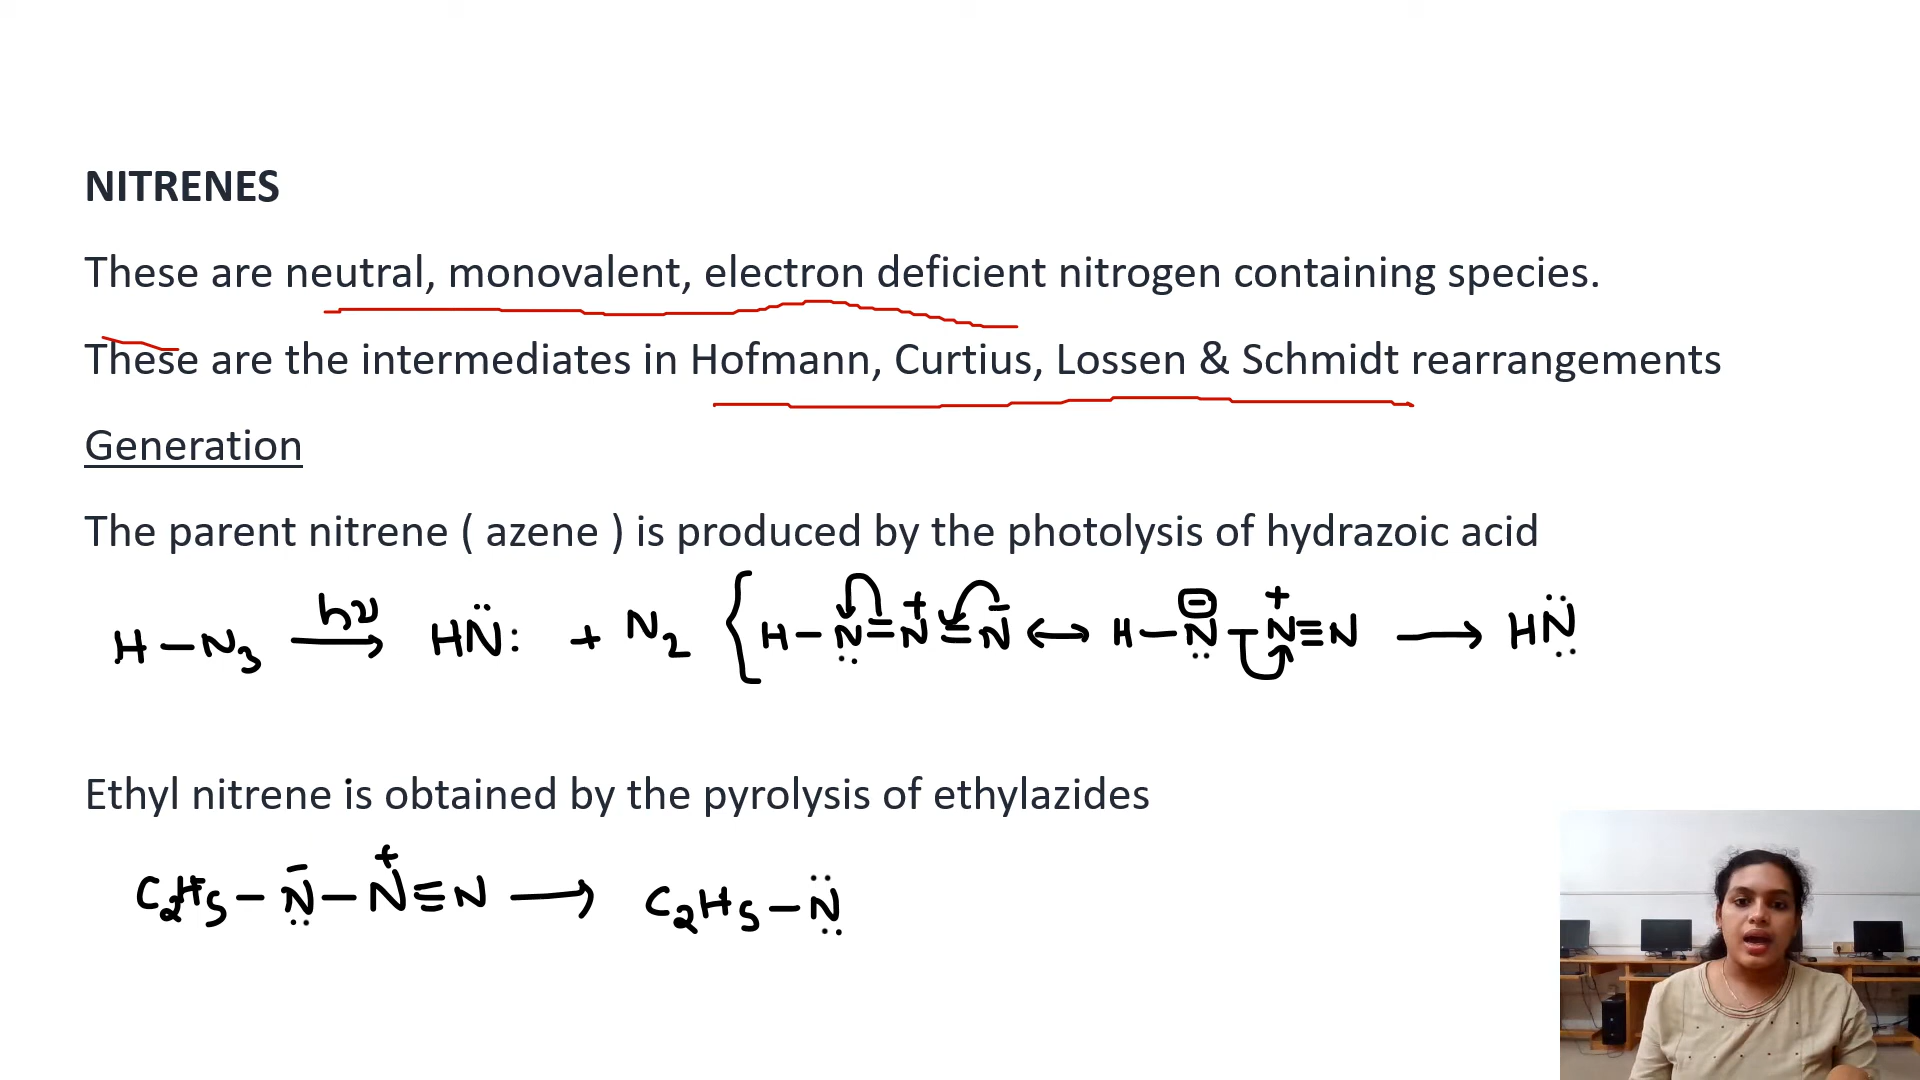 NITRENES
These are neutral, monovalent, electron deficient nitrogen containing species.
These are the intermediates in Hofmann, Curtius, Lossen & Schmidt rearrangements
Generation
The parent nitrene ( azene ) is produced by the photolysis of hydrazoic acid
H–N₃ —hν→ HN̈: + N₂ { H–N̤=N⁺=N⁻ ↔ H–N̤⊖–N⁺≡N → HN̤̈
Ethyl nitrene is obtained by the pyrolysis of ethylazides
C₂H₅–N̤⁻–N⁺≡N → C₂H₅–N̤̈